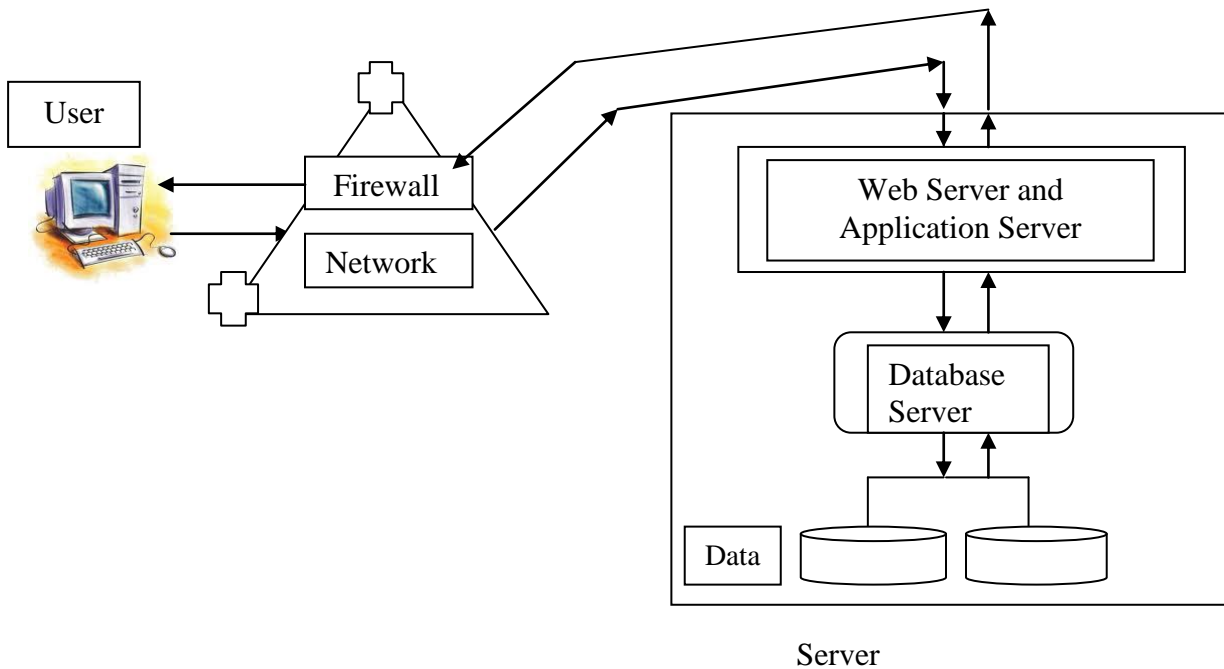 User
Firewall
Network
Web Server and
Application Server
Database
Server
Data
Server